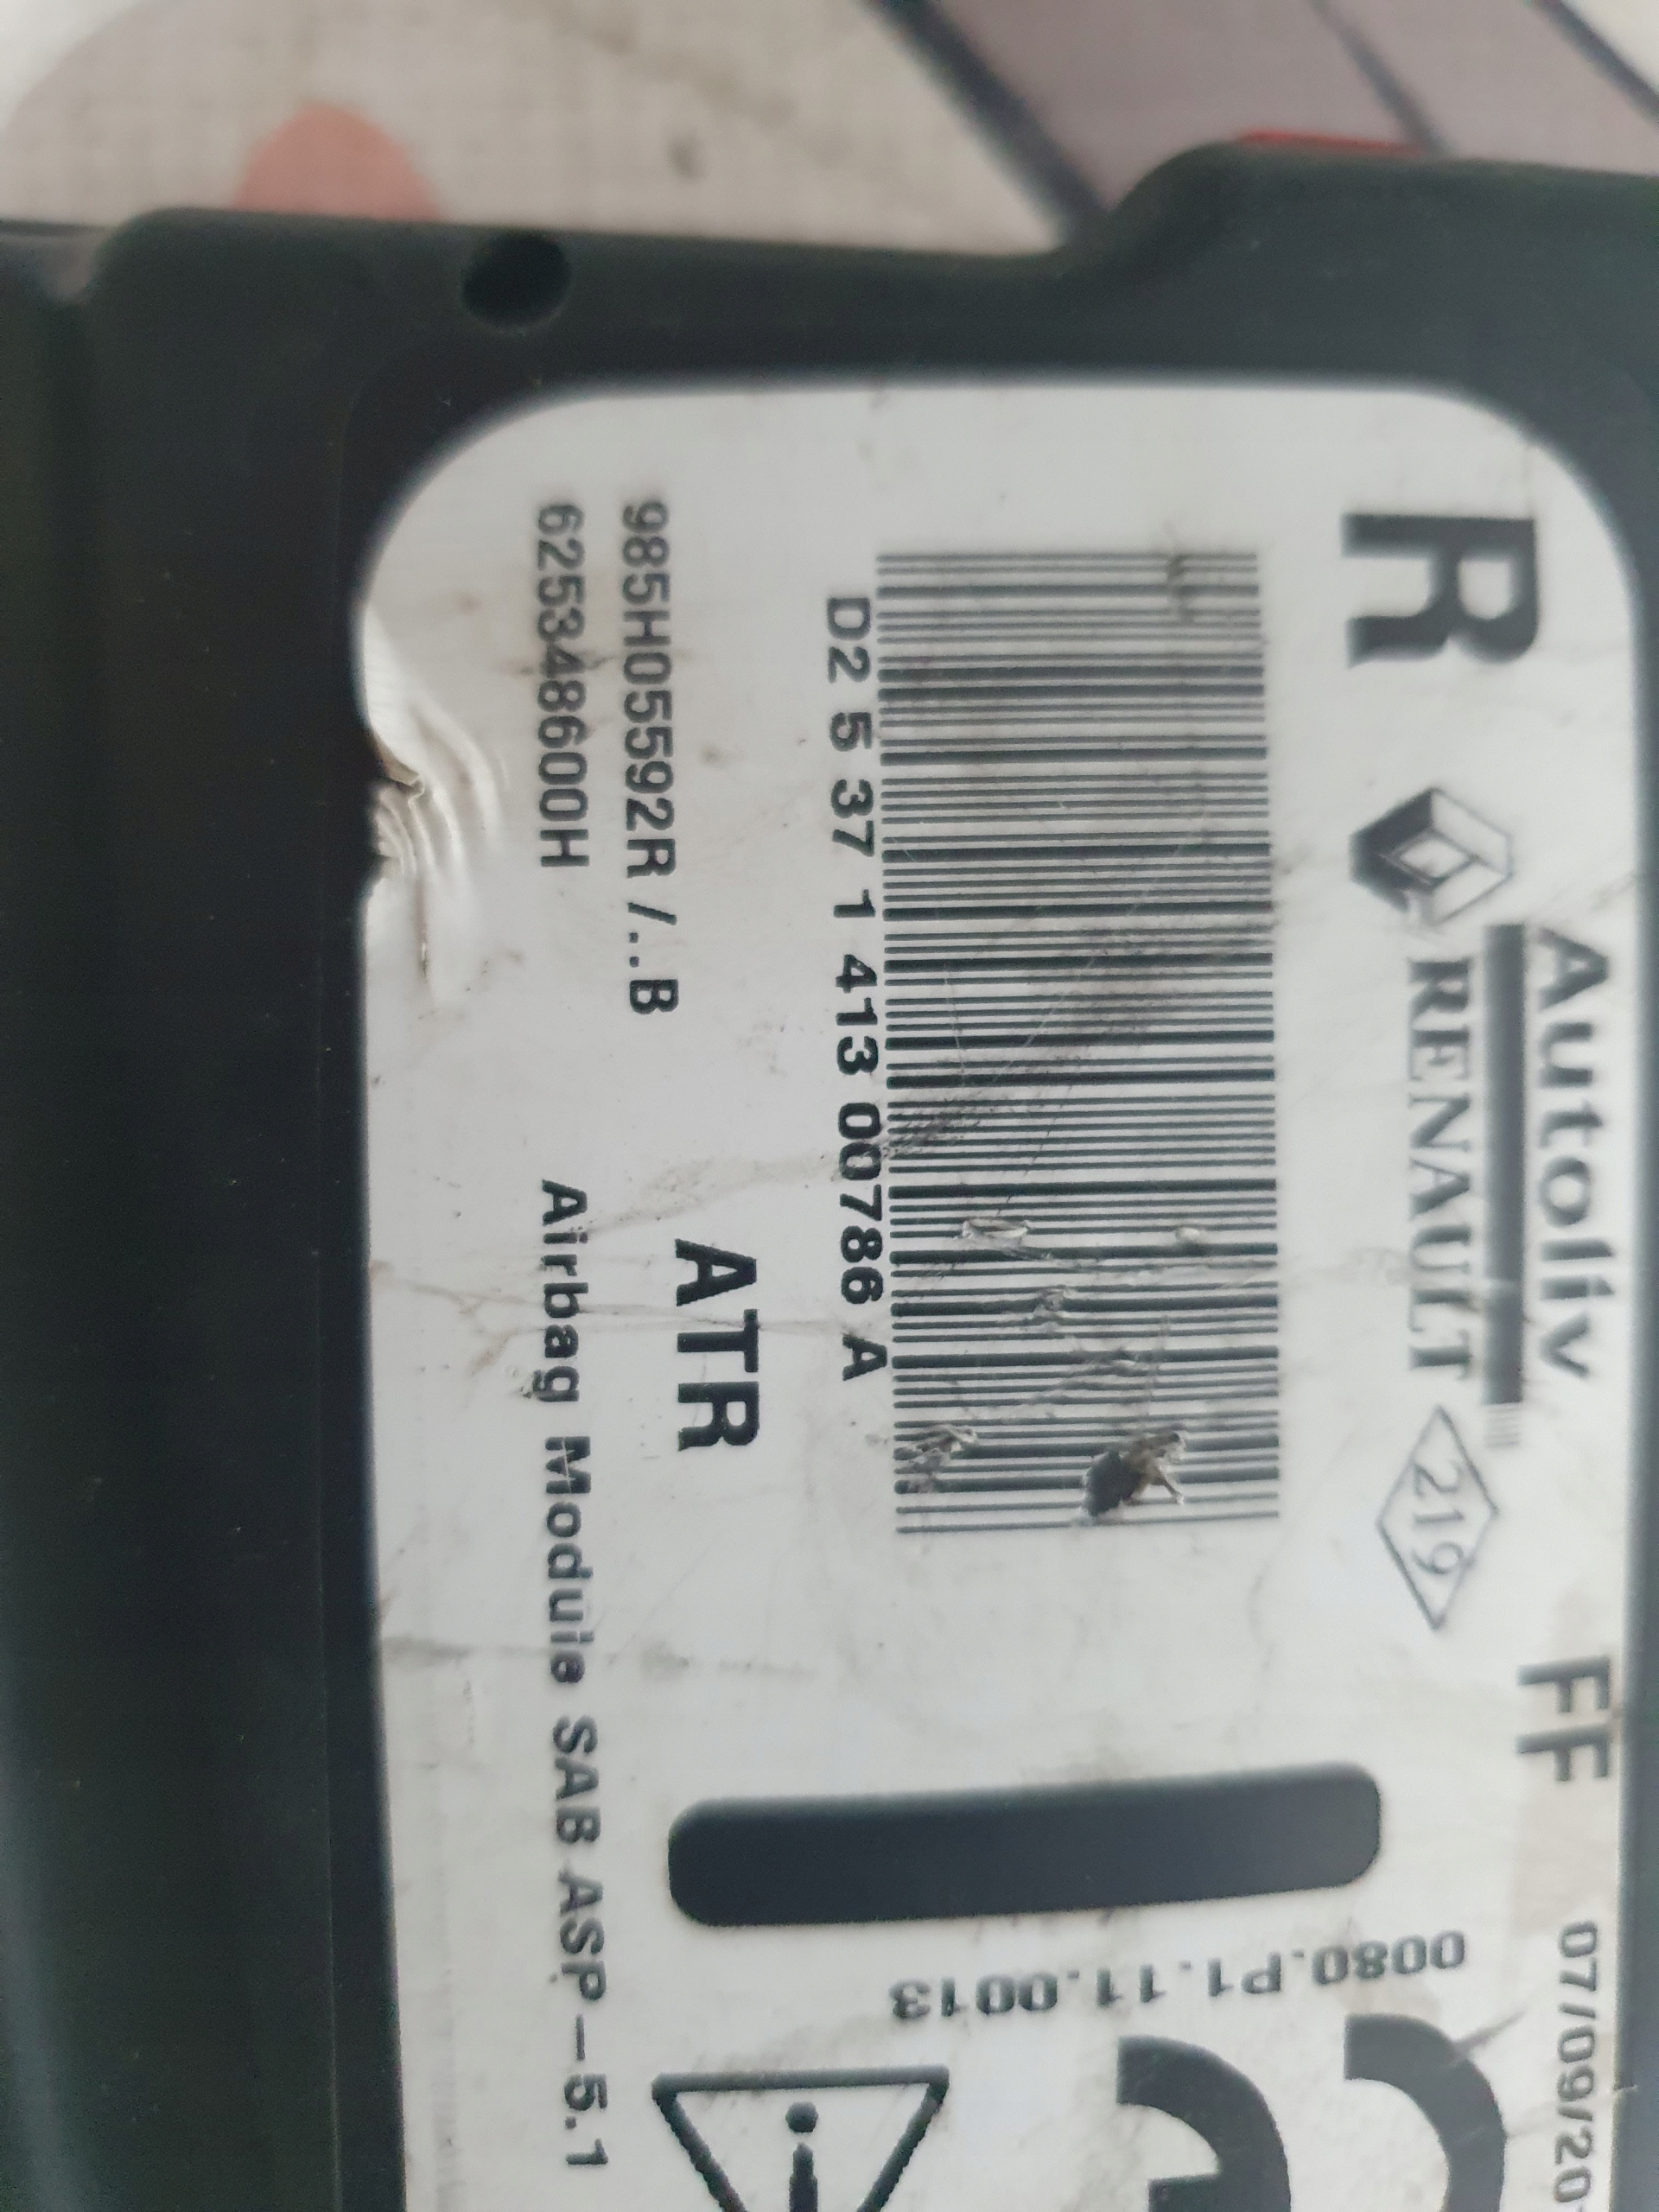 Autoliv FF 07/09/20
R RENAULT 219
D2 5 37 1 413 00786 A
ATR
985H05592R /..B
625348600H
Airbag Module SAB ASP-5.1
0080.P1.11.0013
CE